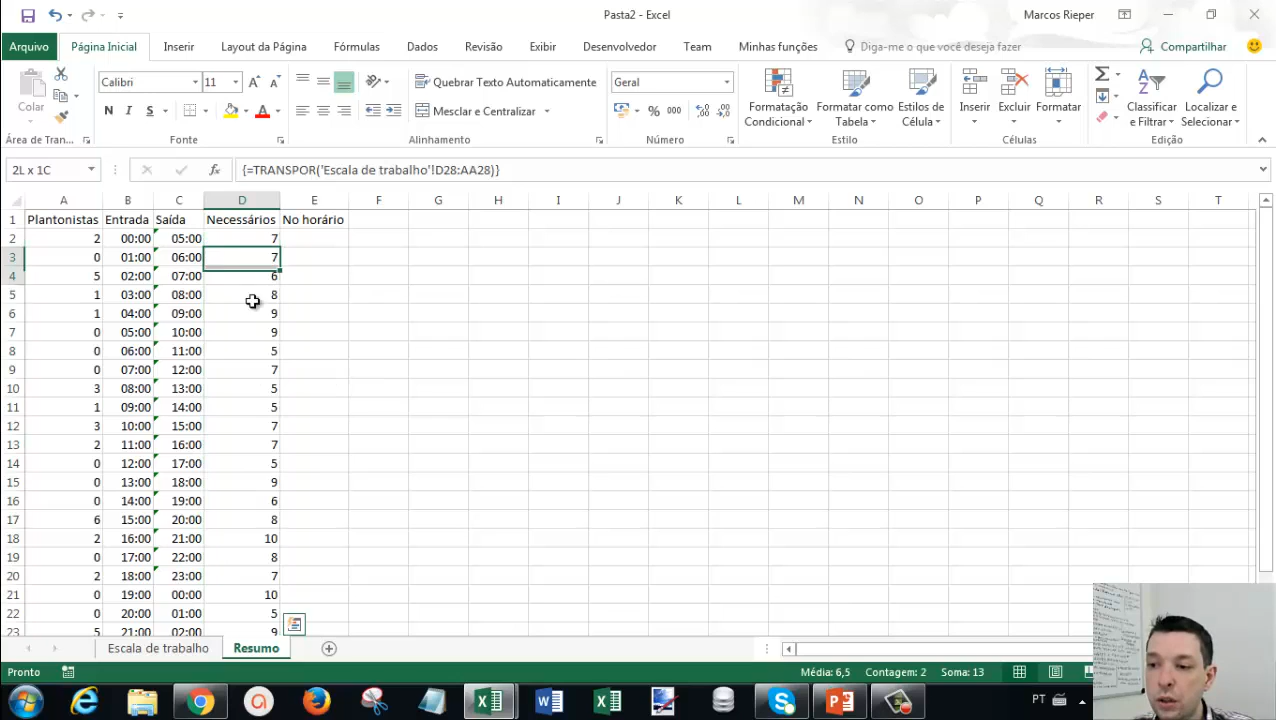 Pasta2 - Excel
Marcos Rieper
Arquivo
Página Inicial
Inserir
Layout da Página
Fórmulas
Dados
Revisão
Exibir
Desenvolvedor
Team
Minhas funções
Diga-me o que você deseja fazer
Compartilhar
Colar
Calibri
11
N I S
A
Quebrar Texto Automaticamente
Mesclar e Centralizar
Geral
% 000
Formatação Condicional
Formatar como Tabela
Estilos de Célula
Inserir
Excluir
Formatar
Classificar e Filtrar
Localizar e Selecionar
Área de Tran...
Fonte
Alinhamento
Número
Estilo
Células
Edição
2L x 1C
fx
{=TRANSPOR('Escala de trabalho'!D28:AA28)}
A B C D E F G H I J K L M N O P Q R S T
1 Plantonistas Entrada Saída Necessários No horário
2 2 00:00 05:00 7
3 0 01:00 06:00 7
4 5 02:00 07:00 6
5 1 03:00 08:00 8
6 1 04:00 09:00 9
7 0 05:00 10:00 9
8 0 06:00 11:00 5
9 0 07:00 12:00 7
10 3 08:00 13:00 5
11 1 09:00 14:00 5
12 3 10:00 15:00 7
13 2 11:00 16:00 7
14 0 12:00 17:00 5
15 0 13:00 18:00 9
16 0 14:00 19:00 6
17 6 15:00 20:00 8
18 2 16:00 21:00 10
19 0 17:00 22:00 8
20 2 18:00 23:00 7
21 0 19:00 00:00 10
22 0 20:00 01:00 5
23 5 21:00 02:00 9
Escala de trabalho
Resumo
Pronto
Média: 6,5
Contagem: 2
Soma: 13
PT